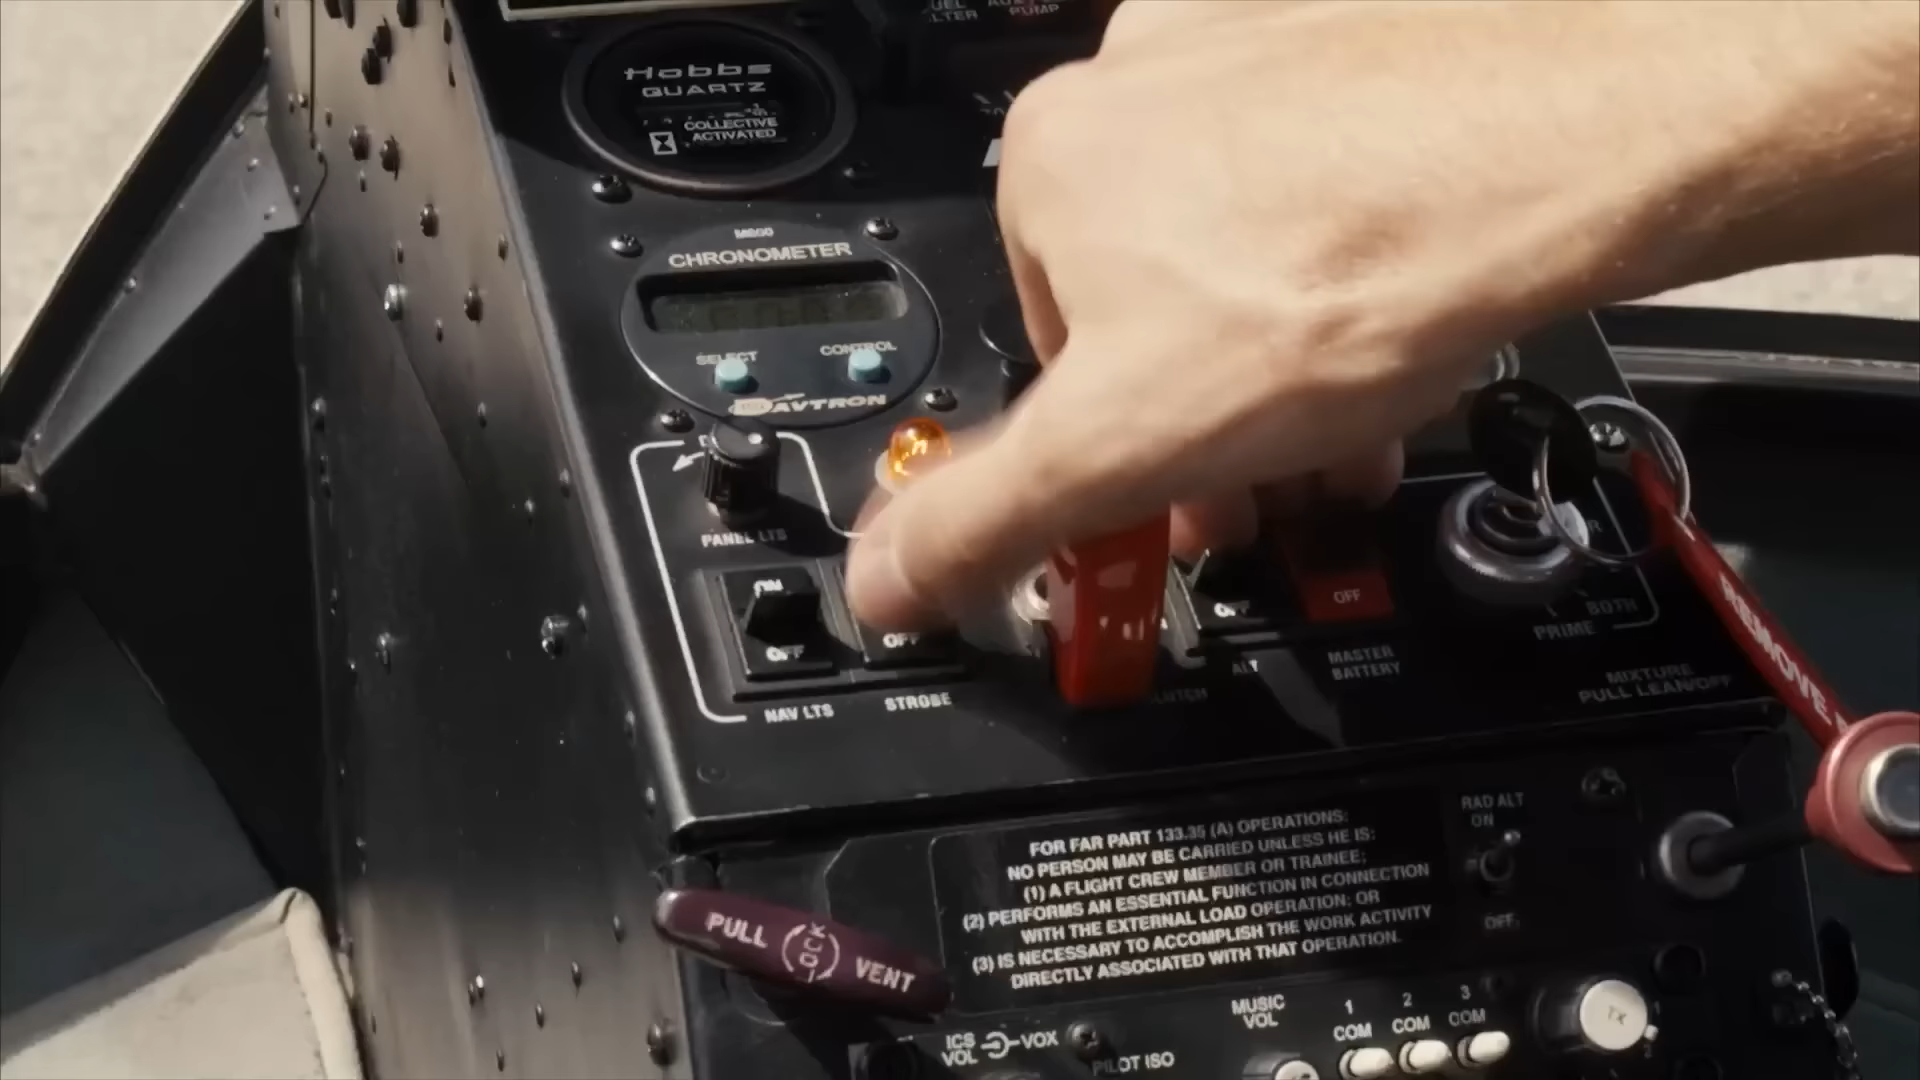 PUMP
Hobbs
QUARTZ
COLLECTIVE
ACTIVATED
M800
CHRONOMETER
SELECT
CONTROL
DAVTRON
PANEL LTS
ON
OFF
OFF
OFF
OFF
NAV LTS
STROBE
ALT
MASTER
BATTERY
BOTH
PRIME
MIXTURE
PULL LEAN/OFF
REMOVE
RAD ALT
ON
OFF
FOR FAR PART 133.35 (A) OPERATIONS:
NO PERSON MAY BE CARRIED UNLESS HE IS:
(1) A FLIGHT CREW MEMBER OR TRAINEE;
(2) PERFORMS AN ESSENTIAL FUNCTION IN CONNECTION
WITH THE EXTERNAL LOAD OPERATION; OR
(3) IS NECESSARY TO ACCOMPLISH THE WORK ACTIVITY
DIRECTLY ASSOCIATED WITH THAT OPERATION.
PULL LOCK VENT
MUSIC
VOL
1
COM
2
COM
3
COM
TX
ICS
VOL
VOX
PILOT ISO